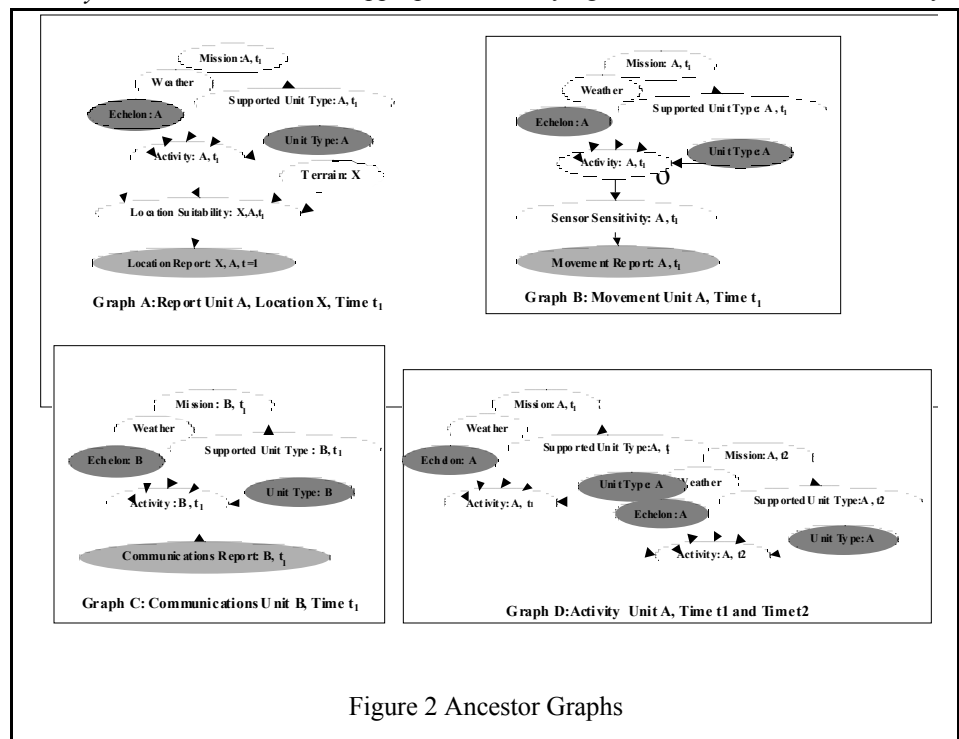 Mission :A, t1
Weather
Supported Unit Type: A, t1
Echelon: A
Unit Type: A
Activity: A, t1
Terrain: X
Location Suitability: X,A,t1
Location Report: X, A, t=1
Graph A:Report Unit A, Location X, Time t1
Mission: A, t1
Weather
Supported Unit Type: A, t1
Echelon: A
Unit Type: A
Activity: A, t1
σ
Sensor Sensitivity: A, t1
Movement Report: A, t1
Graph B: Movement Unit A, Time t1
Mission : B, t1
Weather
Supported Unit Type : B, t1
Echelon: B
Unit Type: B
Activity : B, t1
Communications Report: B, t1
Graph C: Communications Unit B, Time t1
Mission: A, t1
Weather
Supported Unit Type:A, t
Echelon: A
Mission: A, t2
Unit Type: A
Weather
Activity: A, t1
Supported Unit Type:A, t2
Echelon : A
Unit Type: A
Activity: A, t2
Graph D:Activity Unit A, Time t1 and Time t2
Figure 2 Ancestor Graphs